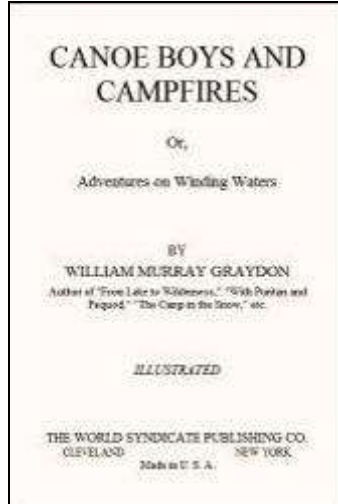 CANOE BOYS AND
CAMPFIRES
Or,
Adventures on Winding Waters
BY
WILLIAM MURRAY GRAYDON
Author of "From Lake to Wilderness," "With Puritan and
Pequod," "The Camp in the Snow," etc.
ILLUSTRATED
THE WORLD SYNDICATE PUBLISHING CO.
CLEVELAND NEW YORK
Made in U. S. A.